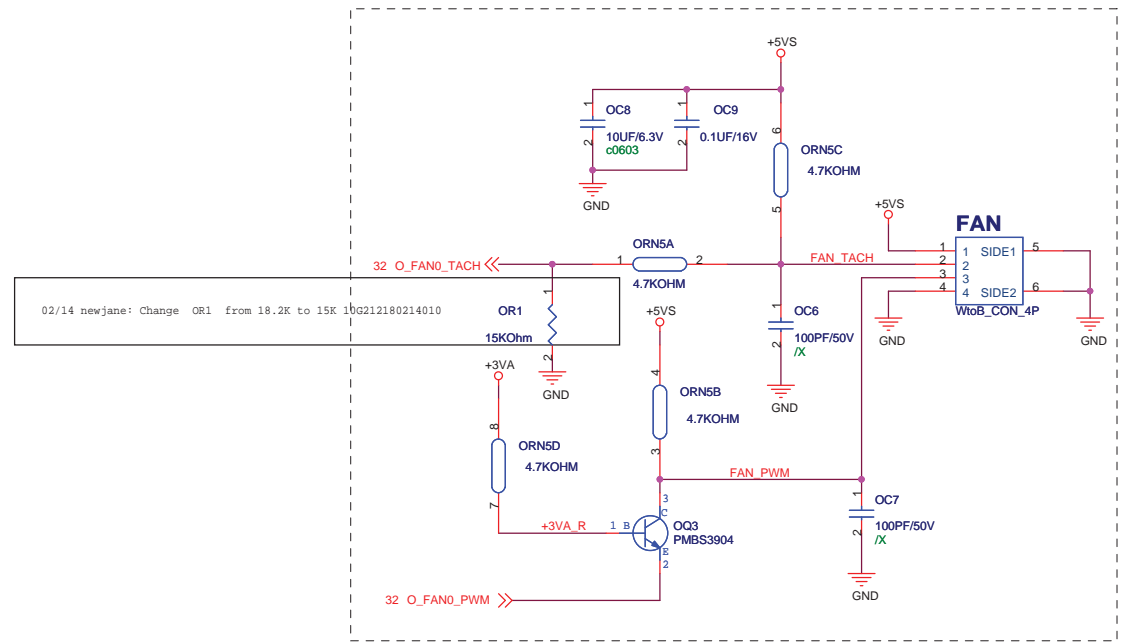 +5VS
1
OC8
10UF/6.3V
c0603
2
1
OC9
0.1UF/16V
2
GND
6
ORN5C
4.7KOHM
5
+5VS
FAN
1
2
3
4
1 SIDE1
2
3
4 SIDE2
5
6
WtoB_CON_4P
GND
GND
32 O_FAN0_TACH
ORN5A
1
2
4.7KOHM
FAN_TACH
02/14 newjane: Change OR1 from 18.2K to 15K 10G212180214010
1
OR1
15KOhm
2
GND
1
OC6
100PF/50V
/X
2
GND
+5VS
4
ORN5B
4.7KOHM
3
+3VA
8
ORN5D
4.7KOHM
7
FAN_PWM
1
OC7
100PF/50V
/X
2
GND
+3VA_R
1 B
3
C
OQ3
PMBS3904
E
2
32 O_FAN0_PWM